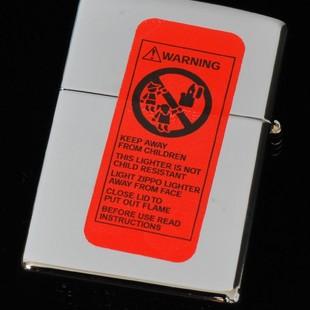 WARNING
KEEP AWAY
FROM CHILDREN
THIS LIGHTER IS NOT
CHILD RESISTANT
LIGHT ZIPPO LIGHTER
AWAY FROM FACE
CLOSE LID TO
PUT OUT FLAME
BEFORE USE READ
INSTRUCTIONS